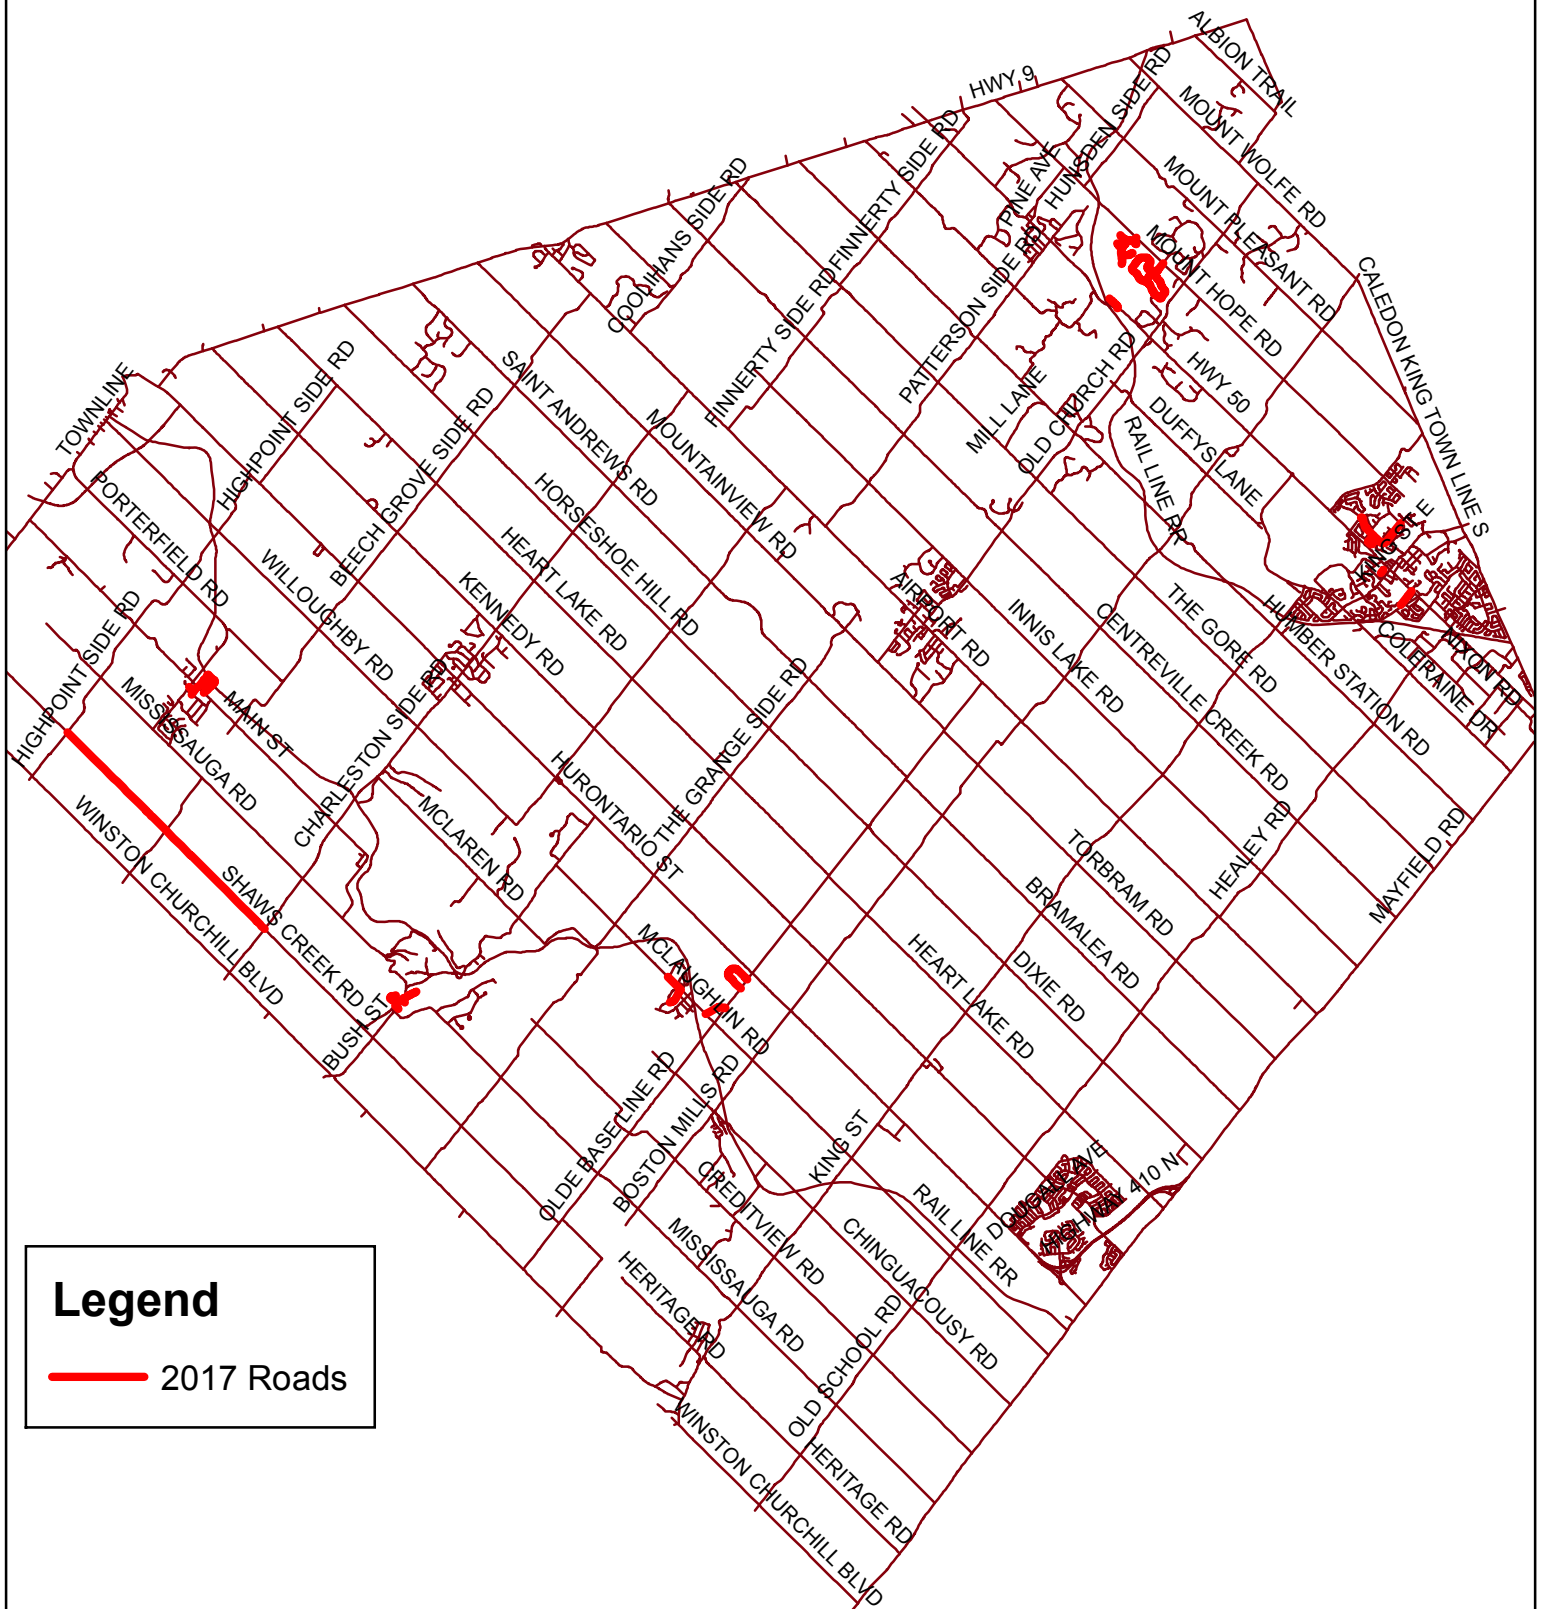 ALBION TRAIL
HWY 9
HUNSDEN SIDE RD
MOUNT WOLFE RD
PINE AVE
MOUNT PLEASANT RD
FINNERTY SIDE RD
COOLIHANS SIDE RD
MOUNT HOPE RD
CALEDON KING TOWN LINE S
PATTERSON SIDE RD
FINNERTY SIDE RD
TOWNLINE
HIGHPOINT SIDE RD
SAINT ANDREWS RD
MOUNTAINVIEW RD
MILL LANE
OLD CHURCH RD
HWY 50
DUFFYS LANE
RAIL LINE RR
BEECH GROVE SIDE RD
PORTERFIELD RD
HORSESHOE HILL RD
HEART LAKE RD
WILLOUGHBY RD
KENNEDY RD
KING ST E
AIRPORT RD
INNIS LAKE RD
CENTREVILLE CREEK RD
THE GORE RD
HUMBER STATION RD
COLERAINE DR
NIXON RD
HIGHPOINT SIDE RD
MISSISSAUGA RD
MAIN ST
CHARLESTON SIDE RD
HURONTARIO ST
THE GRANGE SIDE RD
MCLAREN RD
WINSTON CHURCHILL BLVD
SHAWS CREEK RD
TORBRAM RD
HEALEY RD
MAYFIELD RD
BRAMALEA RD
DIXIE RD
HEART LAKE RD
MCLAUGHLIN RD
BUSH ST
OLDE BASE LINE RD
BOSTON MILLS RD
KING ST
CREDITVIEW RD
DOUGALL AVE
HIGHWAY 410 N
RAIL LINE RR
CHINGUACOUSY RD
MISSISSAUGA RD
HERITAGE RD
OLD SCHOOL RD
HERITAGE RD
WINSTON CHURCHILL BLVD
Legend
2017 Roads